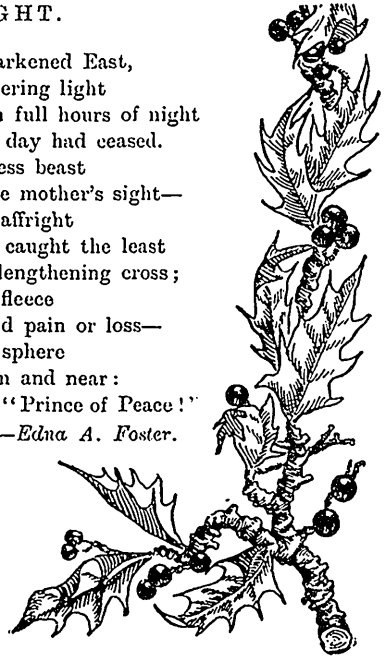 GHT.
arkened East,
ering light
full hours of night
day had ceased.
ess beast
e mother's sight—
affright
caught the least
lengthening cross;
fleece
d pain or loss—
sphere
n and near:
"Prince of Peace!"
—Edna A. Foster.